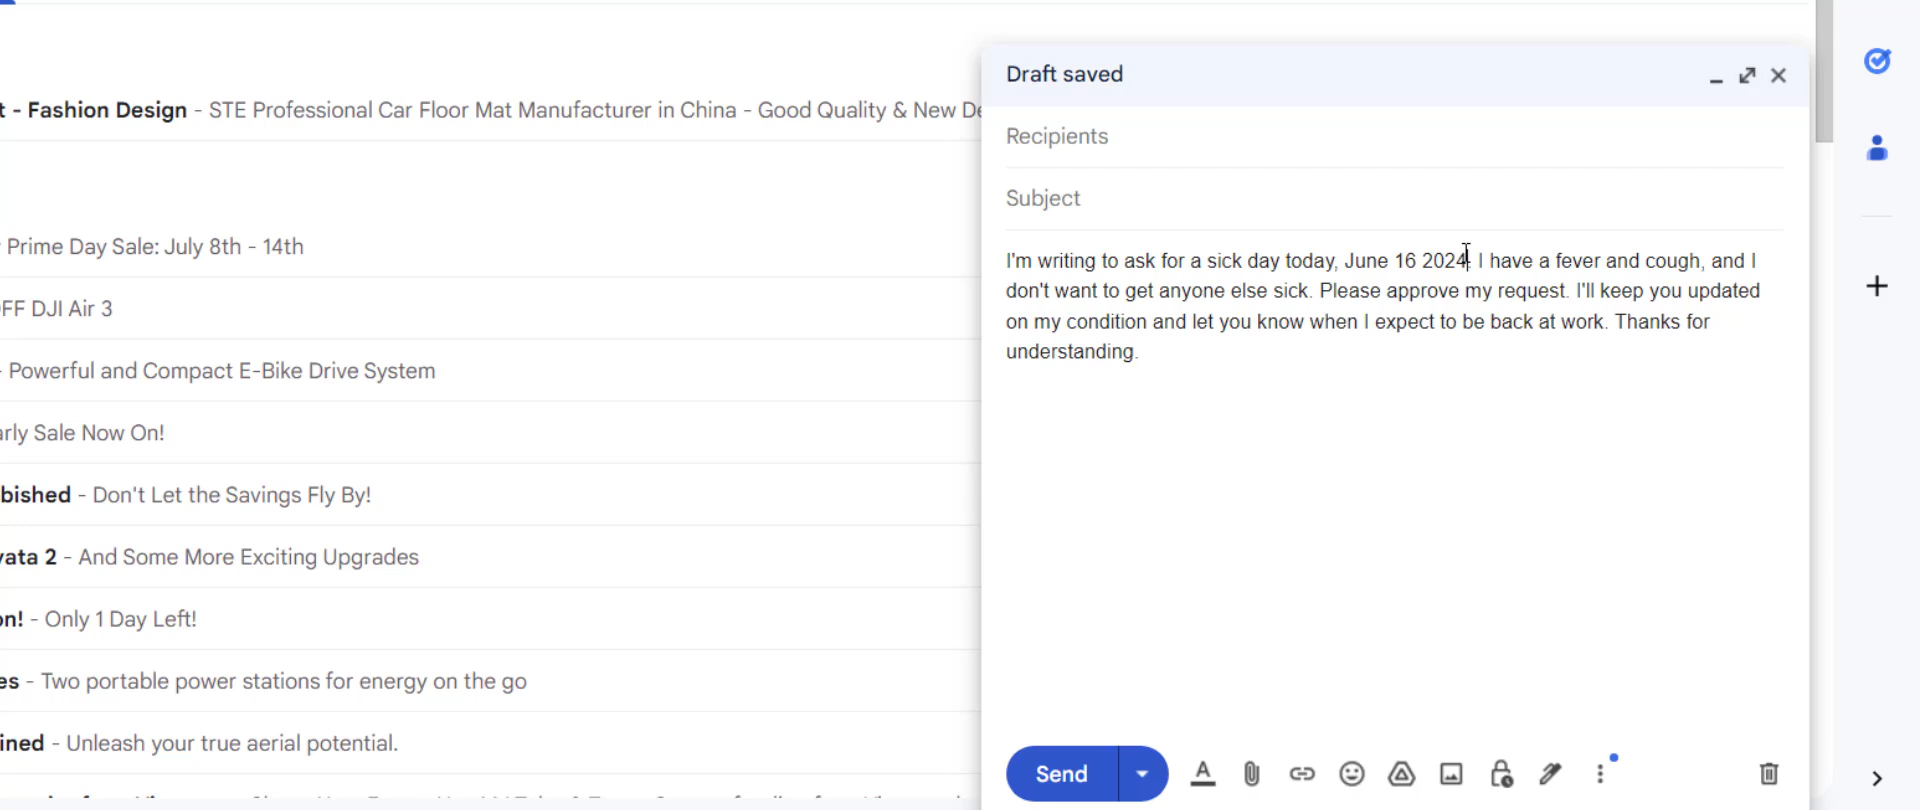 t - Fashion Design - STE Professional Car Floor Mat Manufacturer in China - Good Quality & New De
Prime Day Sale: July 8th - 14th
FF DJI Air 3
- Powerful and Compact E-Bike Drive System
arly Sale Now On!
bished - Don't Let the Savings Fly By!
vata 2 - And Some More Exciting Upgrades
on! - Only 1 Day Left!
es - Two portable power stations for energy on the go
ined - Unleash your true aerial potential.
Draft saved
Recipients
Subject
I'm writing to ask for a sick day today, June 16 2024. I have a fever and cough, and I
don't want to get anyone else sick. Please approve my request. I'll keep you updated
on my condition and let you know when I expect to be back at work. Thanks for
understanding.
Send